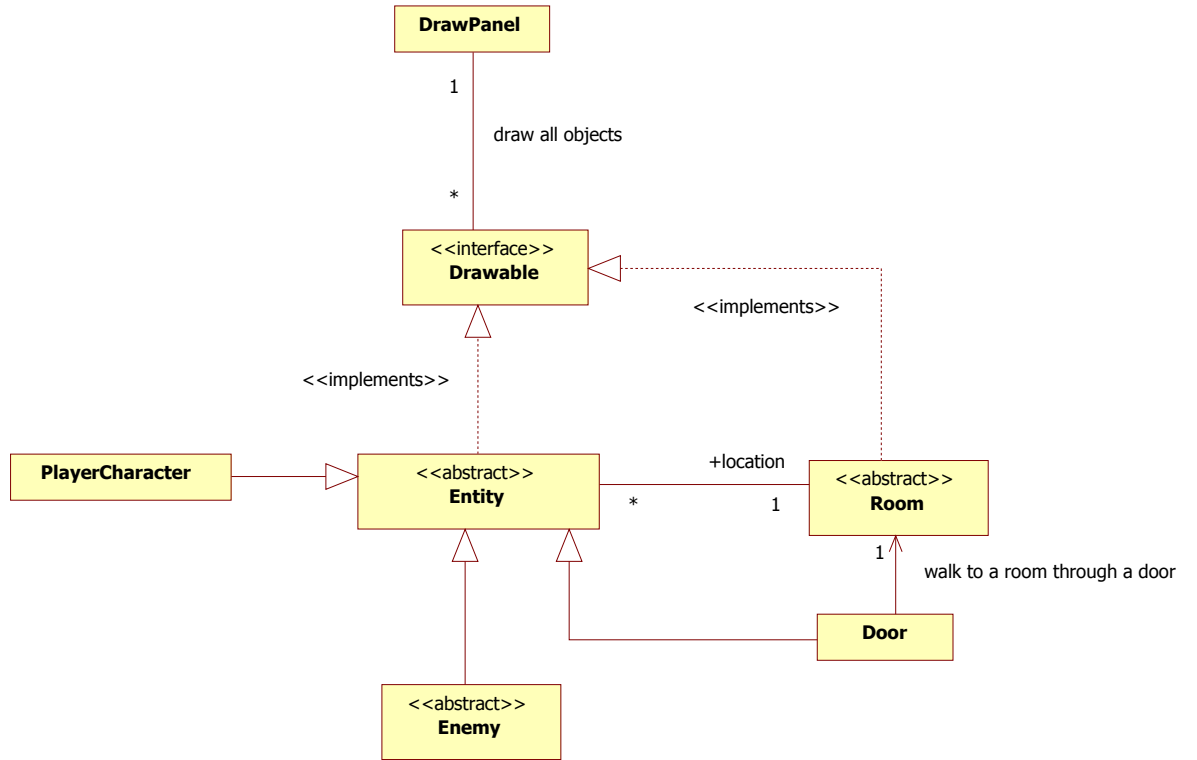 DrawPanel
1
draw all objects
*
<<interface>>
Drawable
<<implements>>
<<implements>>
PlayerCharacter
<<abstract>>
Entity
+location
*
1
<<abstract>>
Room
1
walk to a room through a door
Door
<<abstract>>
Enemy